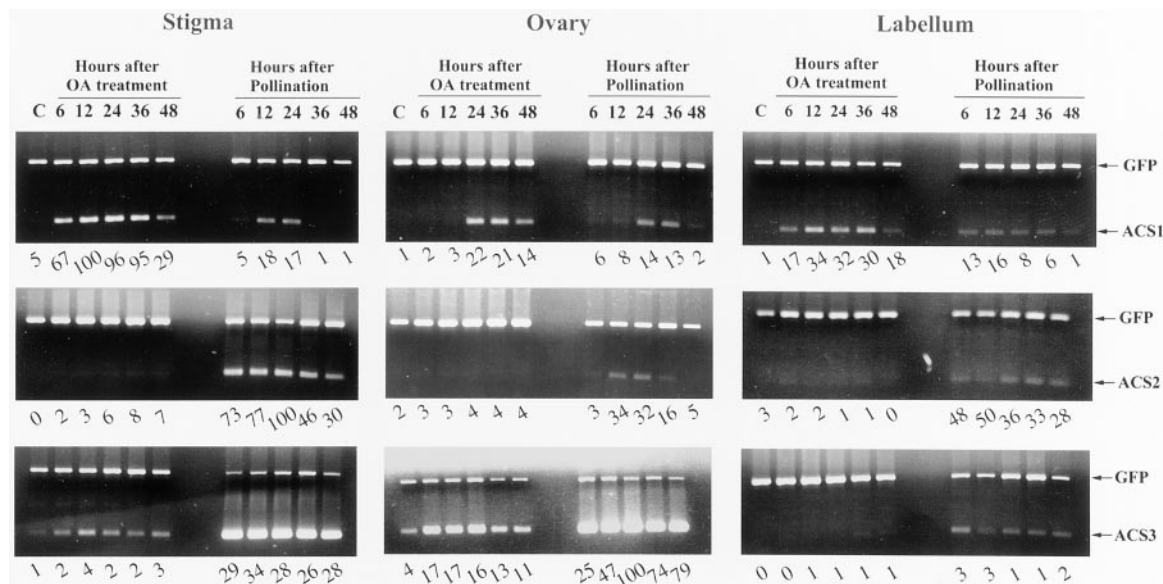 Stigma Ovary Labellum
Hours after OA treatment Hours after Pollination Hours after OA treatment Hours after Pollination Hours after OA treatment Hours after Pollination
C 6 12 24 36 48 6 12 24 36 48 C 6 12 24 36 48 6 12 24 36 48 C 6 12 24 36 48 6 12 24 36 48
GFP
ACS1
5 67 100 96 95 29 5 18 17 1 1 1 2 3 22 21 14 6 8 14 13 2 1 17 34 32 30 18 13 16 8 6 1
GFP
ACS2
0 2 3 6 8 7 73 77 100 46 30 2 3 3 4 4 4 3 34 32 16 5 3 2 2 1 1 0 48 50 36 33 28
GFP
ACS3
1 2 4 2 2 3 29 34 28 26 28 4 17 17 16 13 11 25 47 100 74 79 0 0 1 1 1 1 3 3 1 1 2